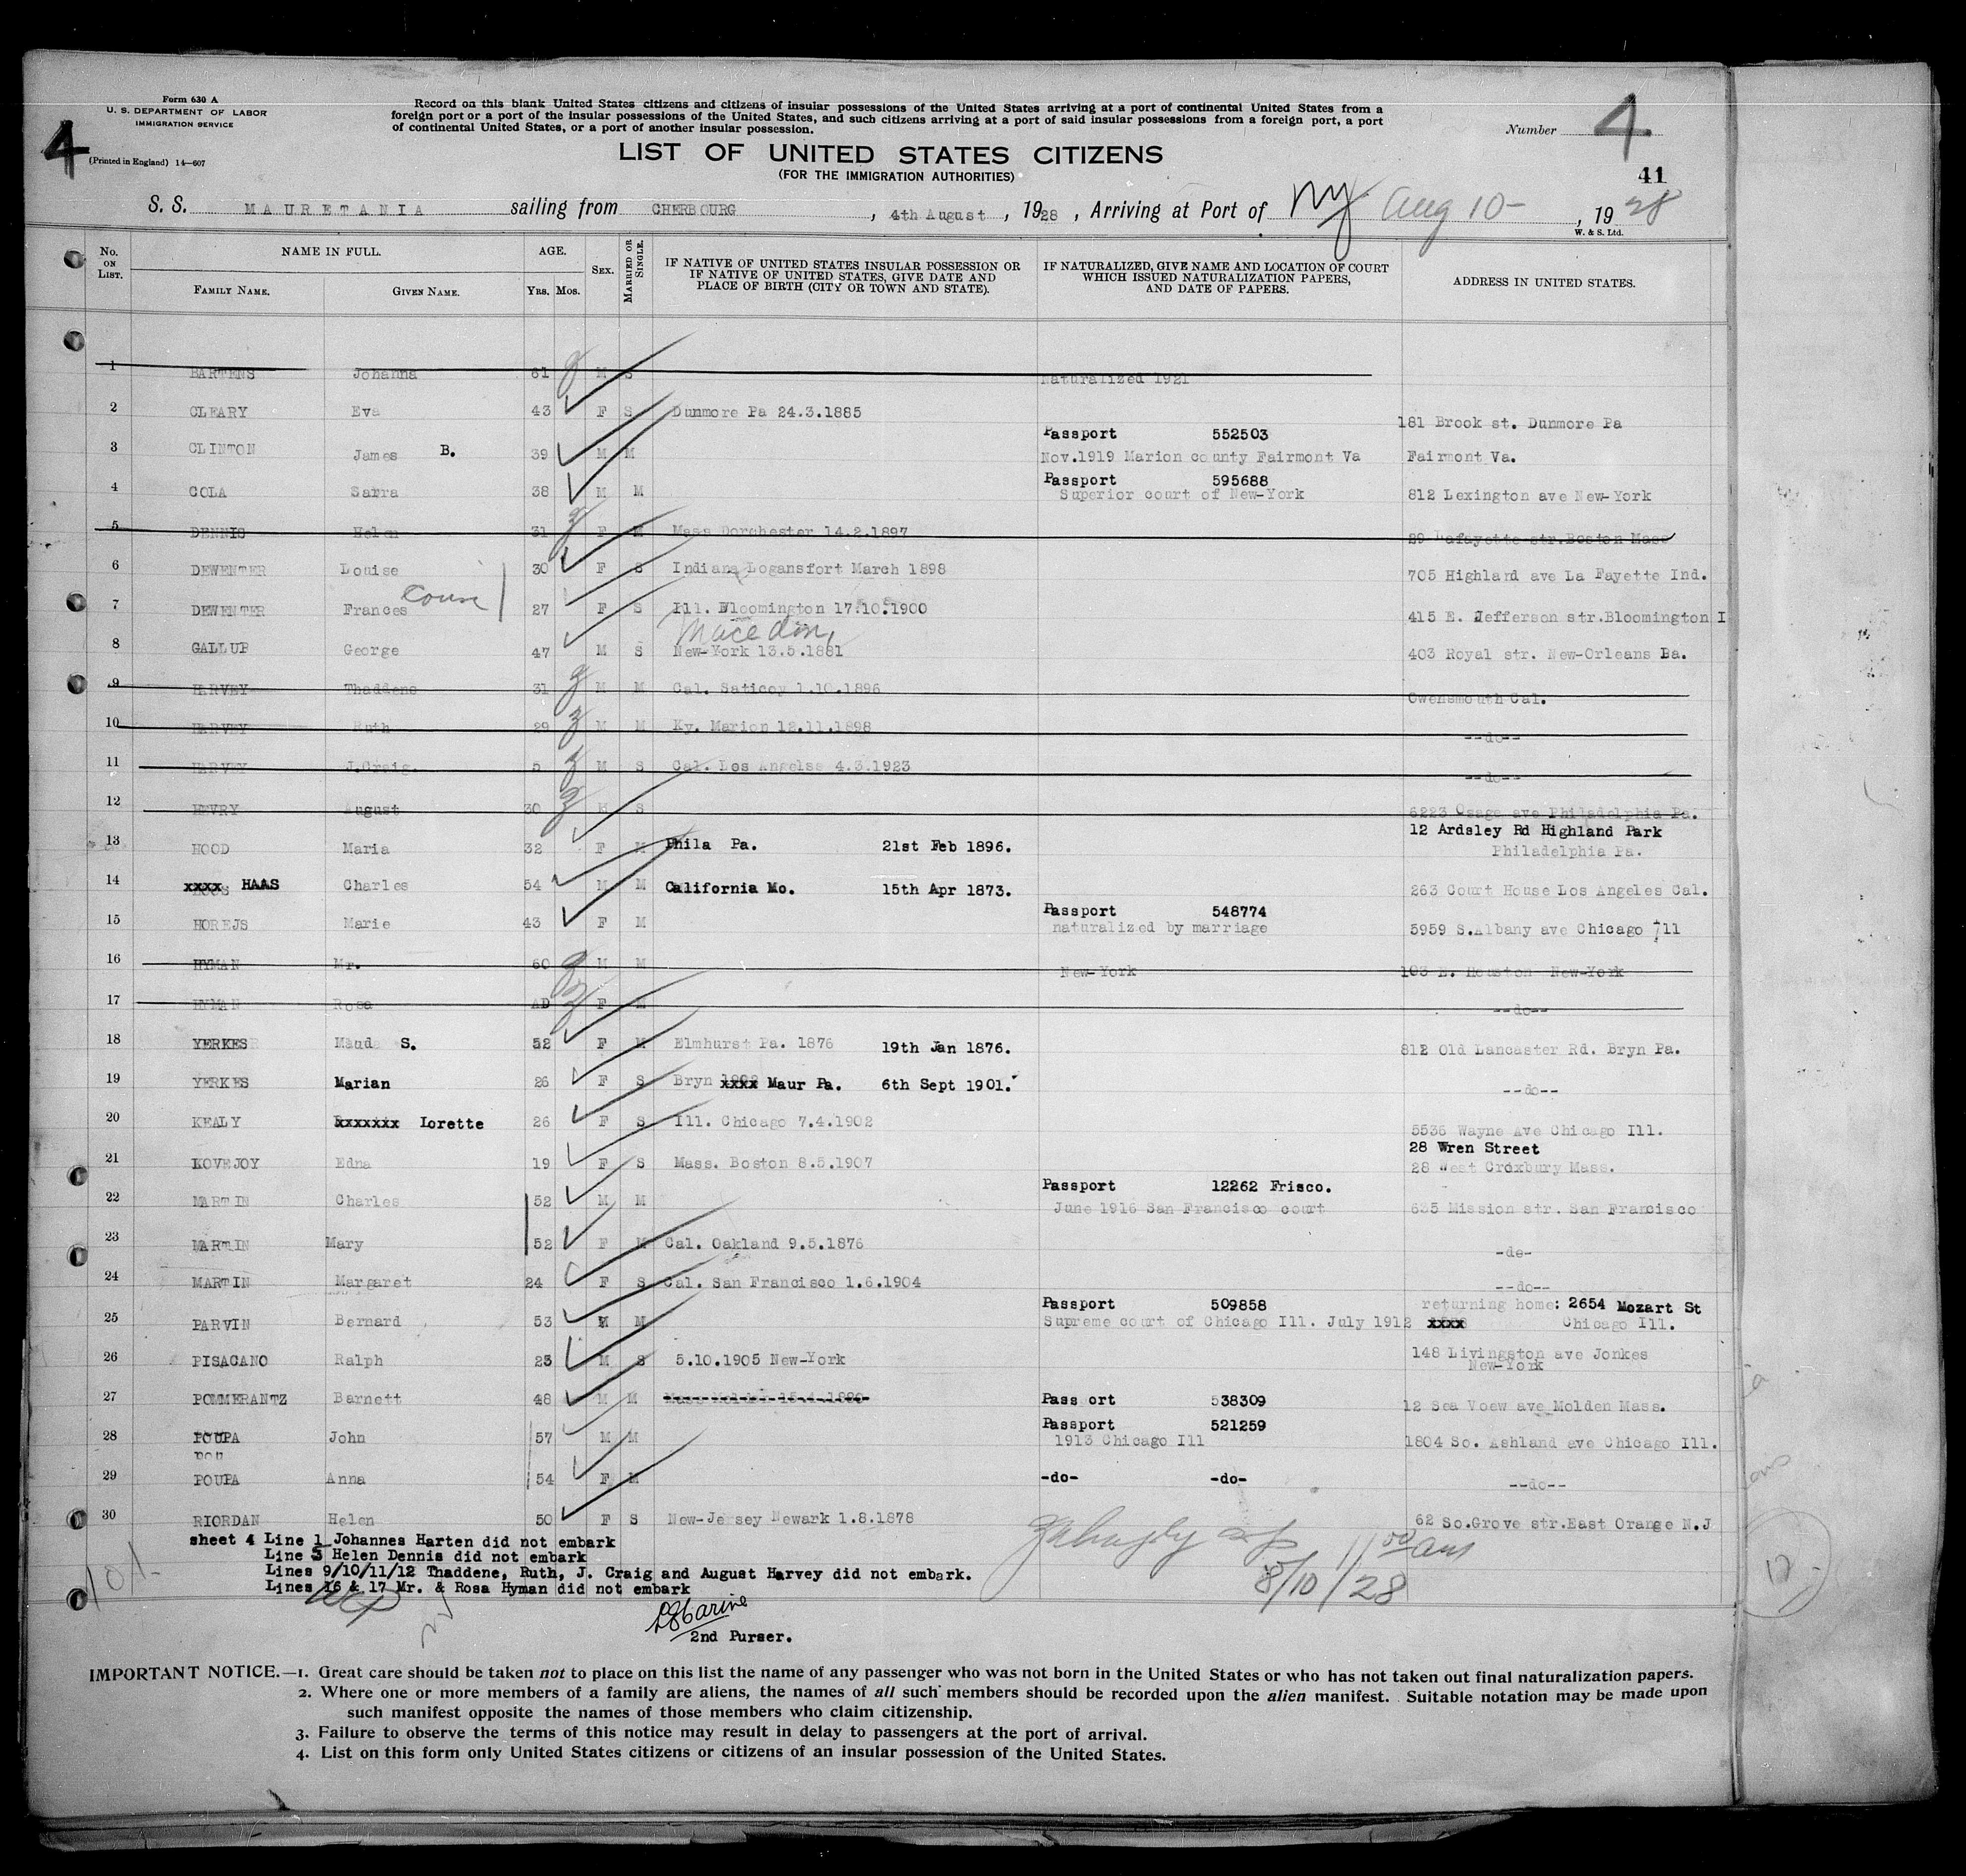 Form 630 A
U. S. DEPARTMENT OF LABOR
IMMIGRATION SERVICE
4
(Printed in England) 14—607
Record on this blank United States citizens and citizens of insular possessions of the United States arriving at a port of continental United States from a
foreign port or a port of the insular possessions of the United States, and such citizens arriving at a port of said insular possessions from a foreign port, a port
of continental United States, or a port of another insular possession.
Number 4
LIST OF UNITED STATES CITIZENS
(FOR THE IMMIGRATION AUTHORITIES)
41
S. S. MAURETANIA sailing from CHERBOURG, 4th August, 1928, Arriving at Port of NY Aug 10-, 1928
W. & S. Ltd.
No. ON LIST. NAME IN FULL. FAMILY NAME. GIVEN NAME. AGE. Yrs. Mos. SEX. MARRIED OR SINGLE. IF NATIVE OF UNITED STATES INSULAR POSSESSION OR IF NATIVE OF UNITED STATES, GIVE DATE AND PLACE OF BIRTH (CITY OR TOWN AND STATE). IF NATURALIZED, GIVE NAME AND LOCATION OF COURT WHICH ISSUED NATURALIZATION PAPERS, AND DATE OF PAPERS. ADDRESS IN UNITED STATES.
1 BARTENS Johanna 61 M S Naturalized 1921
2 CLEARY Eva 43 F S Dunmore Pa 24.3.1885 181 Brook st. Dunmore Pa
Passport 552503
3 CLINTON James B. 39 M M Nov.1919 Marion county Fairmont Va Fairmont Va.
Passport 595688
4 COLA Sarra 38 M M Superior court of New-York 812 Lexington ave New-York
5 DENNIS Helen 31 F M Mass Dorchester 14.2.1897 29 Lafayette str.Boston Mass
6 DEWENTER Louise 30 F S Indiana Logansfort March 1898 705 Highland ave La Fayette Ind.
7 DEWENTER Frances 27 F S Ill. Bloomington 17.10.1900 415 E. Jefferson str.Bloomington I
Macedon,
8 GALLUP George 47 M S New-York 13.5.1881 403 Royal str. New-Orleans Ba.
9 HARVEY Thaddene 31 M M Cal. Saticoy 1.10.1896 Owensmouth Cal.
10 HARVEY Ruth 29 M M Ky. Marion 12.11.1898 --do--
11 HARVEY J.Craig. 5 M S Cal. Los Angelse 4.3.1923 --do--
12 HEVRY August 30 M S 6223 Osage ave Philadelphia Pa.
12 Ardsley Rd Highland Park
13 HOOD Maria 32 F M Phila Pa. 21st Feb 1896. Philadelphia Pa.
14 xxxx HAAS Charles 54 M M California Mo. 15th Apr 1873. 263 Court House Los Angeles Cal.
Passport 548774
15 HOREJS Marie 43 F M naturalized by marriage 5959 S.Albany ave Chicago Ill
16 HYMAN Mr. 60 M M New-York 103 E. Houston New-York
17 HYMAN Rosa AD F M --do--
18 YERKES Maud S. 52 F M Elmhurst Pa. 1876 19th Jan 1876. 812 Old Lancaster Rd. Bryn Pa.
19 YERKES Marian 26 F S Bryn xxxx Maur Pa. 6th Sept 1901. --do--
20 KEALY xxxxxxx Lorette 26 F S Ill. Chicago 7.4.1902 5536 Wayne Ave Chicago Ill.
28 Wren Street
21 KOVEJOY Edna 19 F S Mass. Boston 8.5.1907 28 West Croxbury Mass.
Passport 12262 Frisco.
22 MARTIN Charles 52 M M June 1916 San Francisco court 635 Mission str. San Francisco
23 MARTIN Mary 52 F M Cal. Oakland 9.5.1876 -do-
24 MARTIN Margaret 24 F S Cal. San Francisco 1.6.1904 --do--
Passport 509858 returning home: 2654 Mozart St
25 PARVIN Bernard 53 M M Supreme court of Chicago Ill. July 1912 xxxx Chicago Ill.
26 PISACANO Ralph 23 M S 5.10.1905 New-York 148 Livingston ave Jonkes
New-York
27 POMMERANTZ Barnett 48 M M Pass ort 538309 12 Sea Voew ave Molden Mass.
Passport 521259
28 POUPA John 57 M M 1913 Chicago Ill 1804 So. Ashland ave Chicago Ill.
29 POUPA Anna 54 F M -do- -do- --do--
30 RIORDAN Helen 50 F S New-Jersey Newark 1.8.1878 62 So.Grove str.East Orange N.J
sheet 4 Line 1 Johannes Harten did not embark
Line 5 Helen Dennis did not embark
Lines 9/10/11/12 Thaddene, Ruth, J. Craig and August Harvey did not embark.
Lines 16 & 17 Mr. & Rosa Hyman did not embark
11 00 am
8/10/28
2nd Purser.
12
IMPORTANT NOTICE.—1. Great care should be taken not to place on this list the name of any passenger who was not born in the United States or who has not taken out final naturalization papers.
2. Where one or more members of a family are aliens, the names of all such members should be recorded upon the alien manifest. Suitable notation may be made upon
such manifest opposite the names of those members who claim citizenship.
3. Failure to observe the terms of this notice may result in delay to passengers at the port of arrival.
4. List on this form only United States citizens or citizens of an insular possession of the United States.